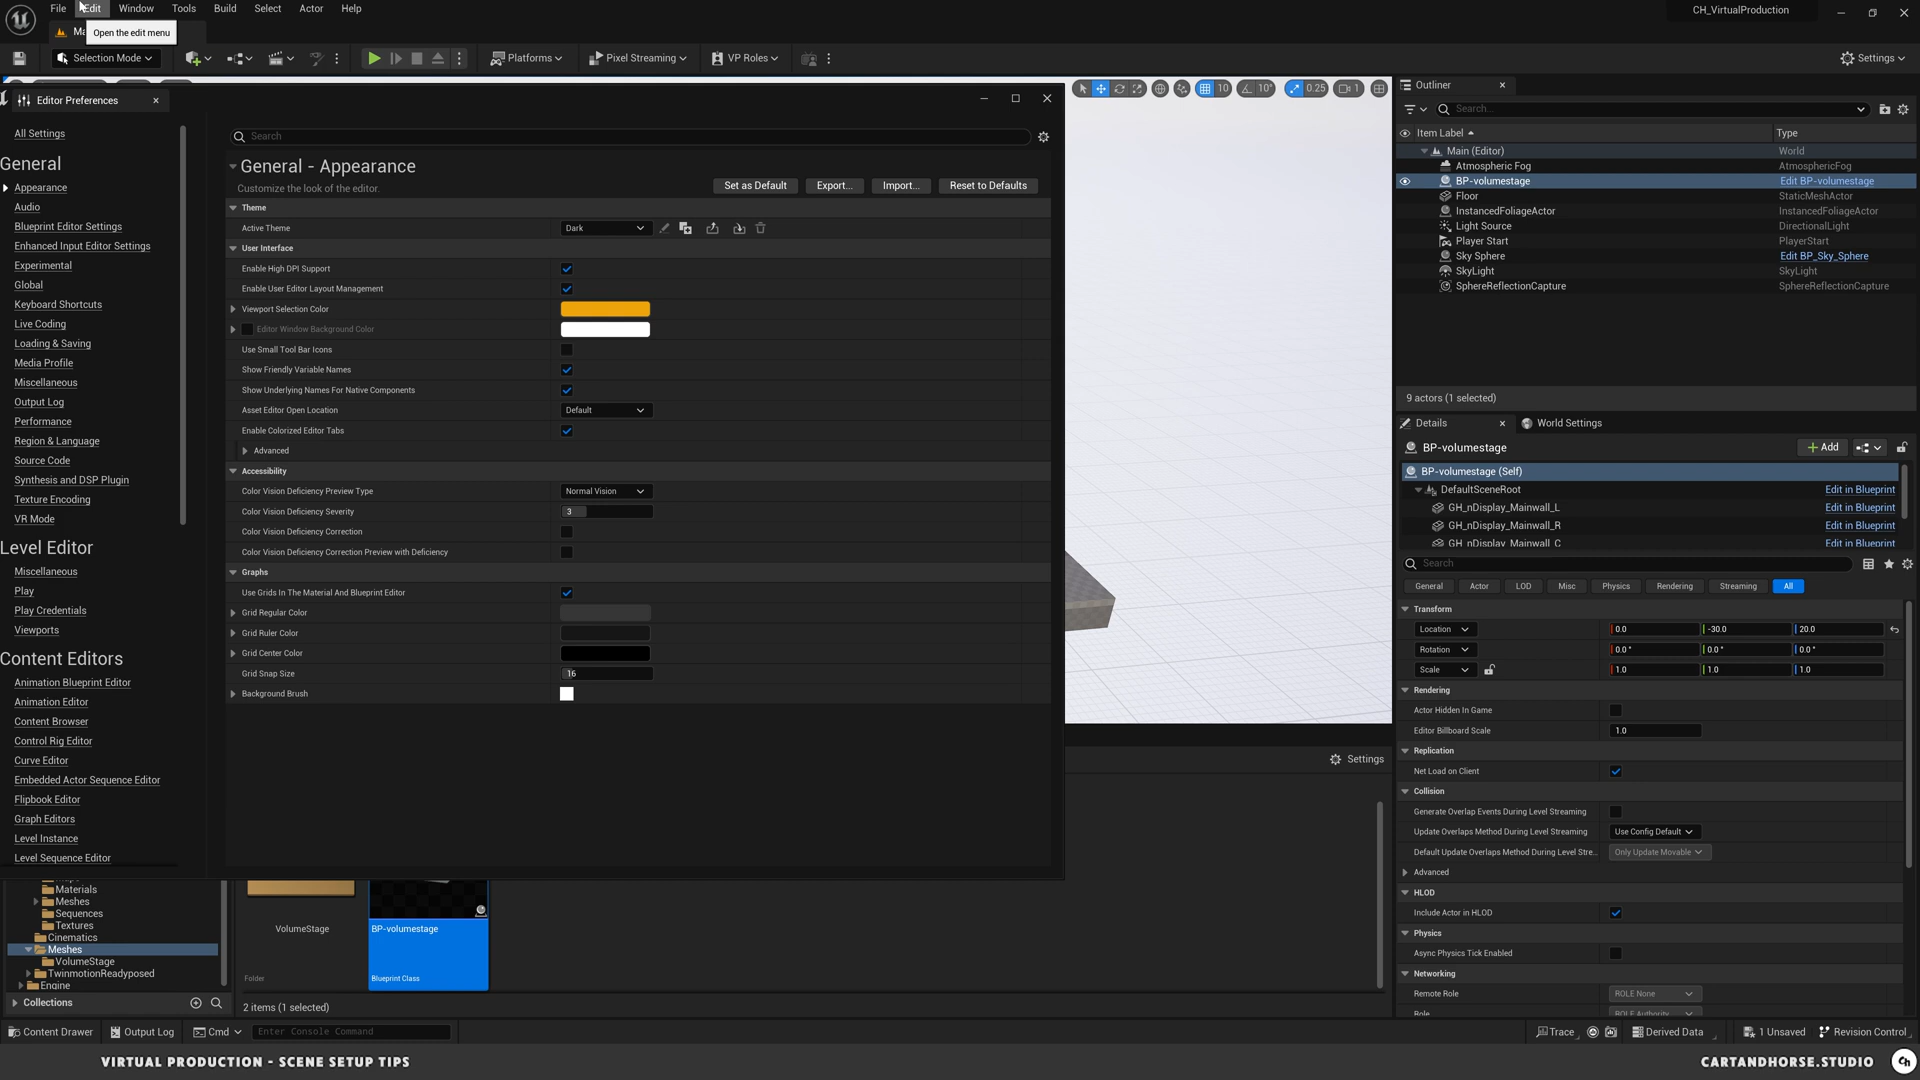 File Edit Window Tools Build Select Actor Help
CH_VirtualProduction
Ma
Open the edit menu
Selection Mode
Platforms
Pixel Streaming
VP Roles
Settings
Editor Preferences
10
10°
0.25
1
Outliner
Search...
Item Label
Type
Main (Editor) World
Atmospheric Fog AtmosphericFog
BP-volumestage Edit BP-volumestage
Floor StaticMeshActor
InstancedFoliageActor InstancedFoliageActor
Light Source DirectionalLight
Player Start PlayerStart
Sky Sphere Edit BP_Sky_Sphere
SkyLight SkyLight
SphereReflectionCapture SphereReflectionCapture
9 actors (1 selected)
All Settings
General
Appearance
Audio
Blueprint Editor Settings
Enhanced Input Editor Settings
Experimental
Global
Keyboard Shortcuts
Live Coding
Loading & Saving
Media Profile
Miscellaneous
Output Log
Performance
Region & Language
Source Code
Synthesis and DSP Plugin
Texture Encoding
VR Mode
Level Editor
Miscellaneous
Play
Play Credentials
Viewports
Content Editors
Animation Blueprint Editor
Animation Editor
Content Browser
Control Rig Editor
Curve Editor
Embedded Actor Sequence Editor
Flipbook Editor
Graph Editors
Level Instance
Level Sequence Editor
Search
General - Appearance
Customize the look of the editor.
Set as Default
Export...
Import...
Reset to Defaults
Theme
Active Theme Dark
User Interface
Enable High DPI Support
Enable User Editor Layout Management
Viewport Selection Color
Editor Window Background Color
Use Small Tool Bar Icons
Show Friendly Variable Names
Show Underlying Names For Native Components
Asset Editor Open Location Default
Enable Colorized Editor Tabs
Advanced
Accessibility
Color Vision Deficiency Preview Type Normal Vision
Color Vision Deficiency Severity 3
Color Vision Deficiency Correction
Color Vision Deficiency Correction Preview with Deficiency
Graphs
Use Grids In The Material And Blueprint Editor
Grid Regular Color
Grid Ruler Color
Grid Center Color
Grid Snap Size 16
Background Brush
Settings
Details
World Settings
BP-volumestage
Add
BP-volumestage (Self)
DefaultSceneRoot Edit in Blueprint
GH_nDisplay_Mainwall_L Edit in Blueprint
GH_nDisplay_Mainwall_R Edit in Blueprint
GH_nDisplay_Mainwall_C Edit in Blueprint
Search
General Actor LOD Misc Physics Rendering Streaming All
Transform
Location 0.0 -30.0 20.0
Rotation 0.0° 0.0° 0.0°
Scale 1.0 1.0 1.0
Rendering
Actor Hidden In Game
Editor Billboard Scale 1.0
Replication
Net Load on Client
Collision
Generate Overlap Events During Level Streaming
Update Overlaps Method During Level Streaming Use Config Default
Default Update Overlaps Method During Level Stre... Only Update Movable
Advanced
HLOD
Include Actor in HLOD
Physics
Async Physics Tick Enabled
Networking
Remote Role ROLE None
Role ROLE Authority
Materials
Meshes
Sequences
Textures
Cinematics
Meshes
VolumeStage
TwinmotionReadyposed
Engine
Collections
VolumeStage
Folder
BP-volumestage
Blueprint Class
2 items (1 selected)
Content Drawer
Output Log
Cmd
Enter Console Command
Trace
Derived Data
1 Unsaved
Revision Control
VIRTUAL PRODUCTION - SCENE SETUP TIPS
CARTANDHORSE.STUDIO